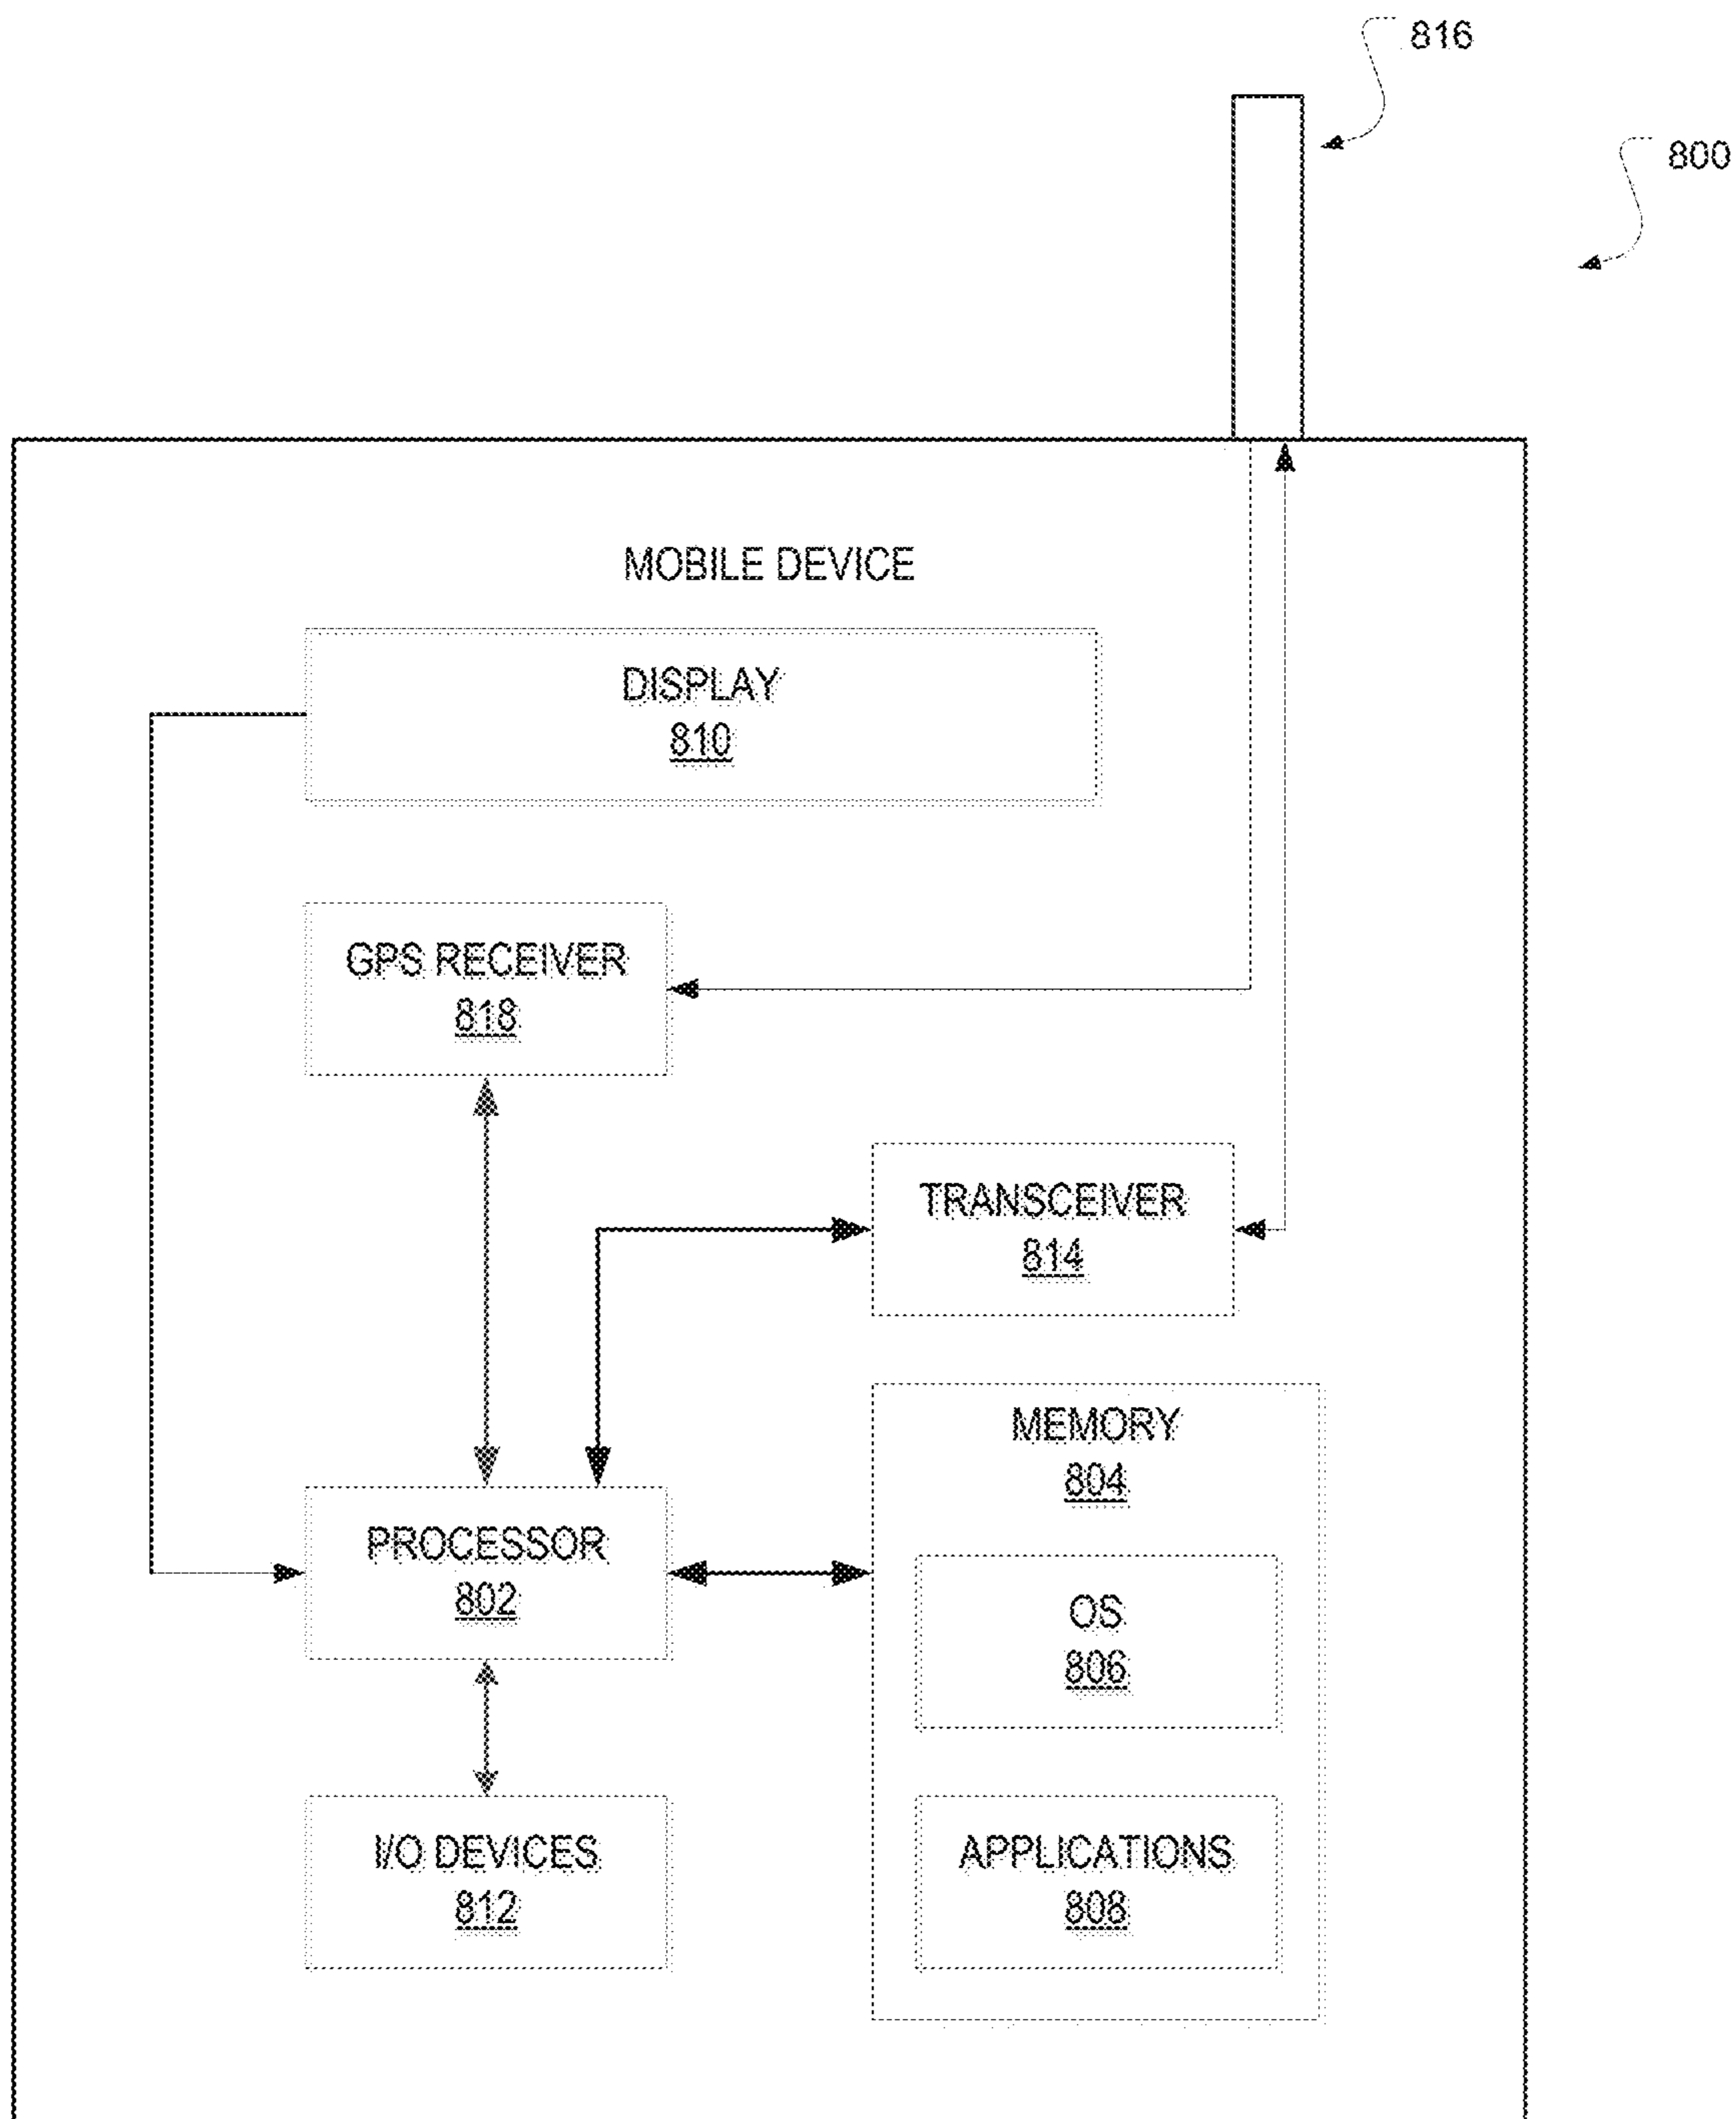 816
800
MOBILE DEVICE
DISPLAY
810
GPS RECEIVER
818
TRANSCEIVER
814
MEMORY
804
PROCESSOR
802
OS
806
I/O DEVICES
812
APPLICATIONS
808